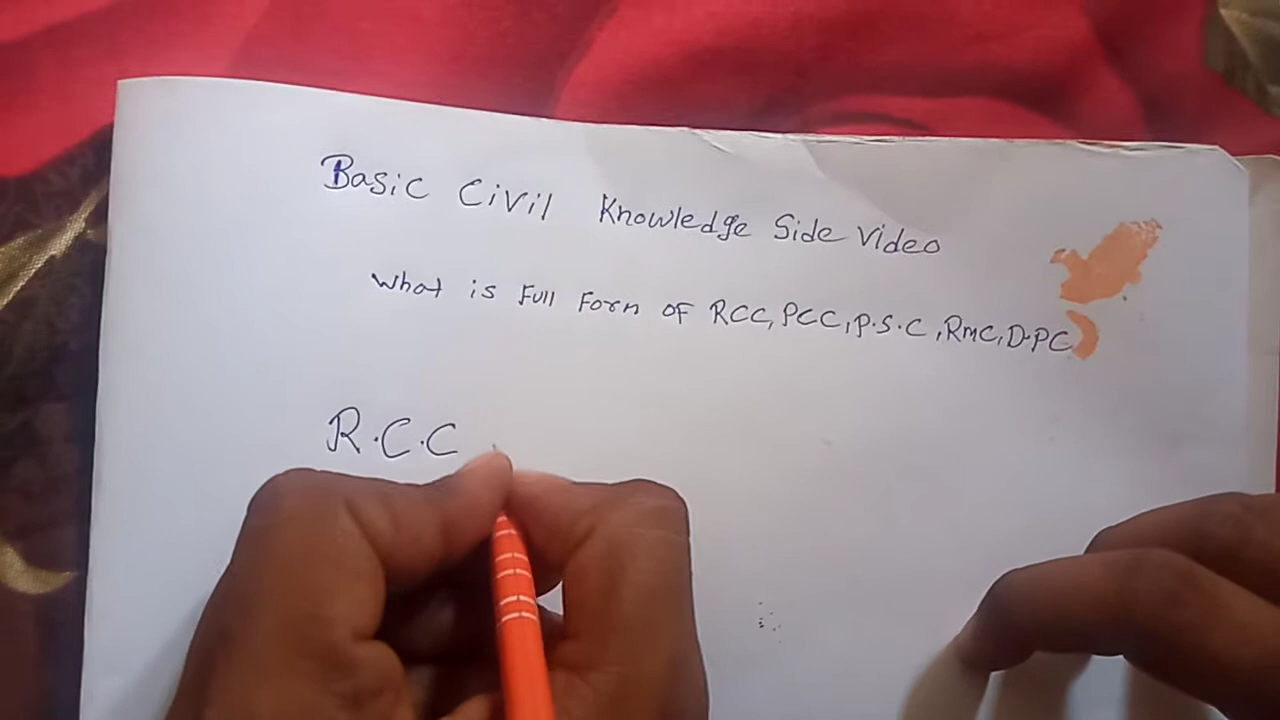 Basic Civil Knowledge Side Video
What is Full Form of RCC, PCC, P.S.C, RMC, D.PC
R.C.C